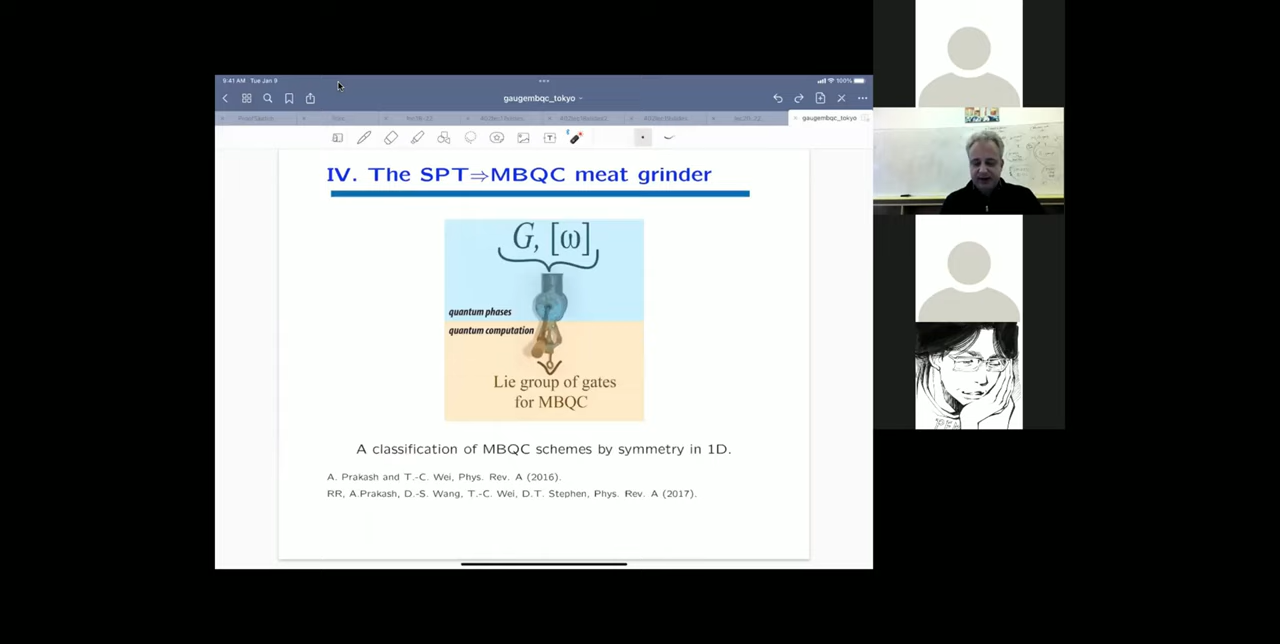 9:41 AM Tue Jan 9
100%
gaugembqc_tokyo
gaugembqc_tokyo
IV. The SPT⇒MBQC meat grinder
G, [ω]
quantum phases
quantum computation
Lie group of gates
for MBQC
A classification of MBQC schemes by symmetry in 1D.
A. Prakash and T.-C. Wei, Phys. Rev. A (2016).
RR, A.Prakash, D.-S. Wang, T.-C. Wei, D.T. Stephen, Phys. Rev. A (2017).